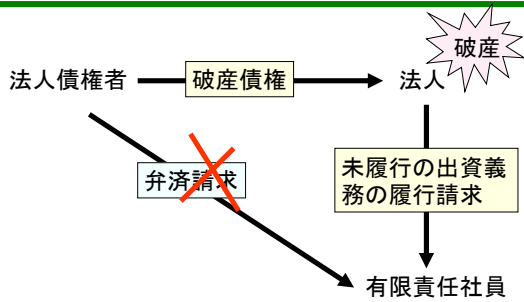 破産
法人債権者
破産債権
法人
弁済請求
未履行の出資義
務の履行請求
有限責任社員